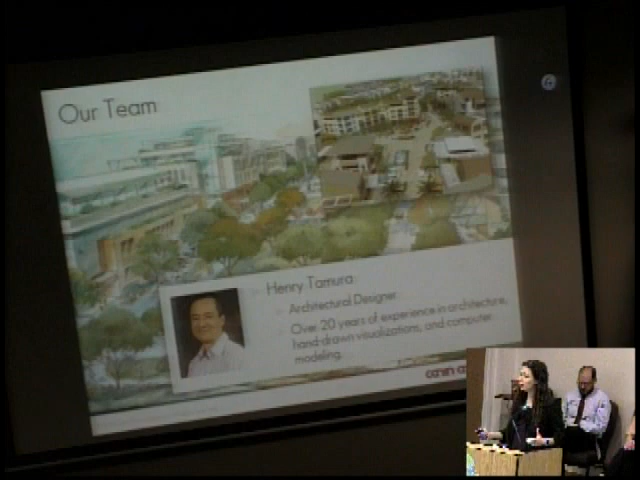 Our Team
Henry Tamura
Architectural Designer
Over 20 years of experience in architecture,
hand-drawn visualizations, and computer
modeling.